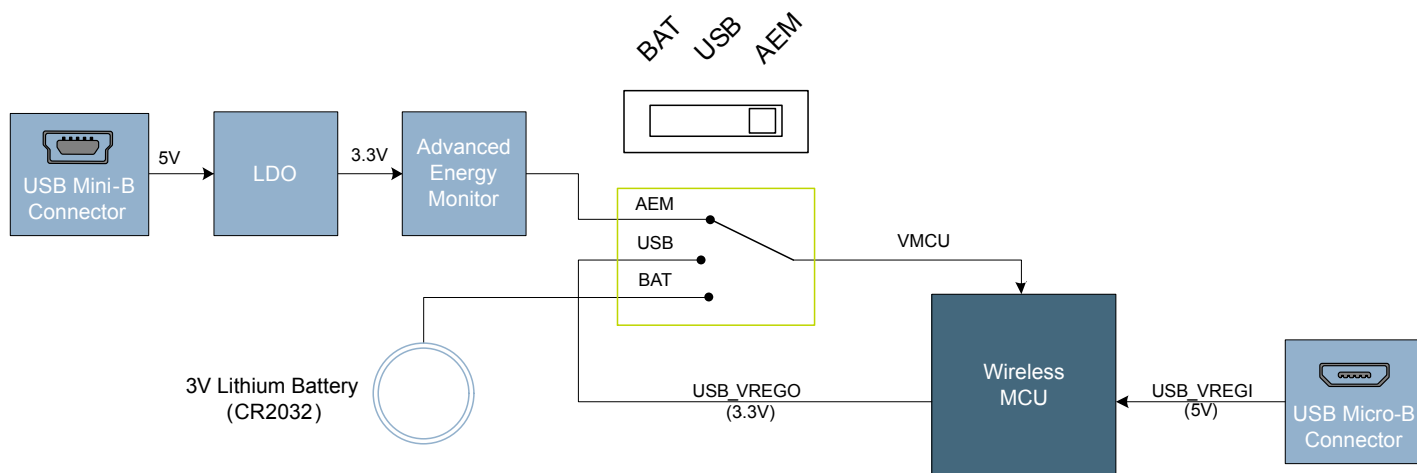 BAT
USB
AEM
USB Mini-B
Connector
5V
LDO
3.3V
Advanced
Energy
Monitor
AEM
USB
BAT
VMCU
3V Lithium Battery
(CR2032)
USB_VREGO
(3.3V)
Wireless
MCU
USB_VREGI
(5V)
USB Micro-B
Connector